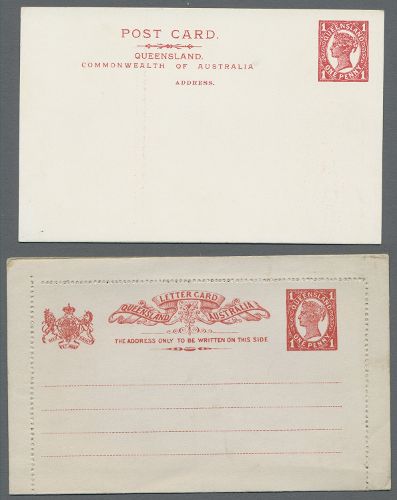 POST CARD.
QUEENSLAND.
COMMONWEALTH OF AUSTRALIA
ADDRESS.
1 QUEENSLAND 1
ONE PENNY
LETTER CARD
QUEENSLAND AUSTRALIA
THE ADDRESS ONLY TO BE WRITTEN ON THIS SIDE
1 QUEENSLAND 1
ONE PENNY